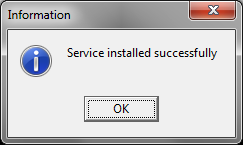 Information
Service installed successfully
OK